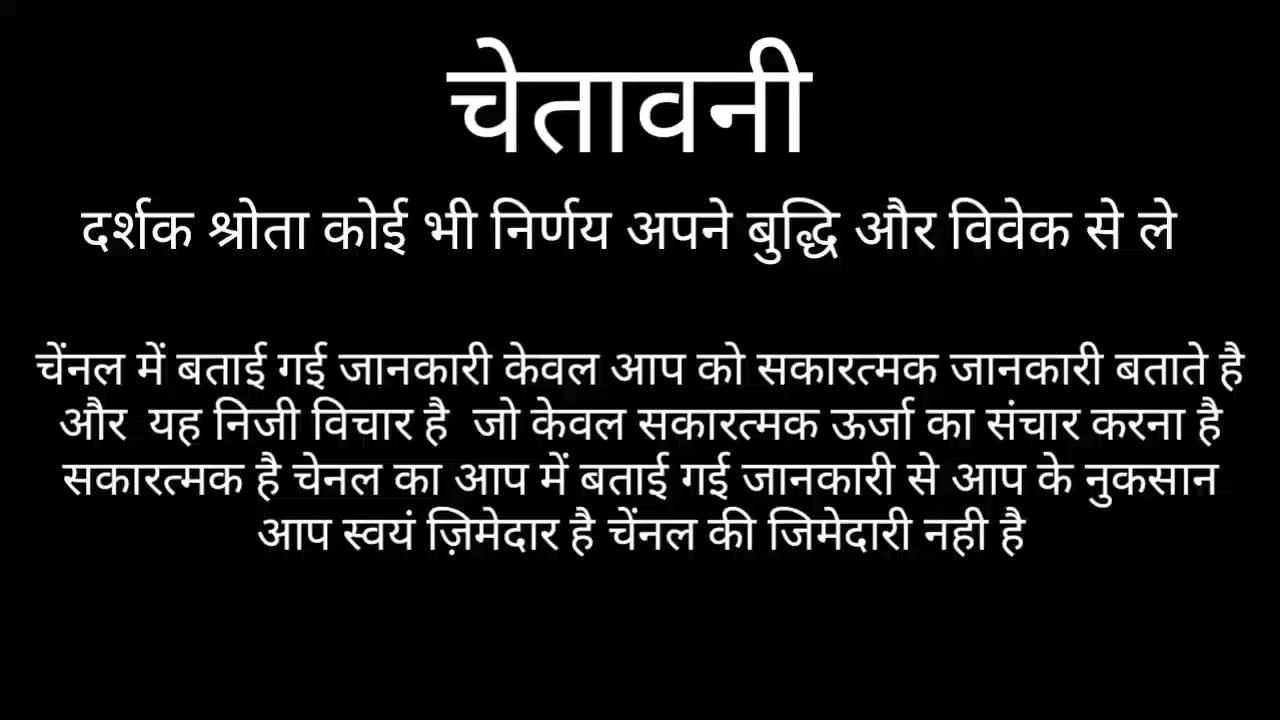 चेतावनी
दर्शक श्रोता कोई भी निर्णय अपने बुद्धि और विवेक से ले
चेंनल में बताई गई जानकारी केवल आप को सकारत्मक जानकारी बताते है
और यह निजी विचार है जो केवल सकारत्मक ऊर्जा का संचार करना है
सकारत्मक है चेनल का आप में बताई गई जानकारी से आप के नुकसान
आप स्वयं ज़िमेदार है चेंनल की जिमेदारी नही है